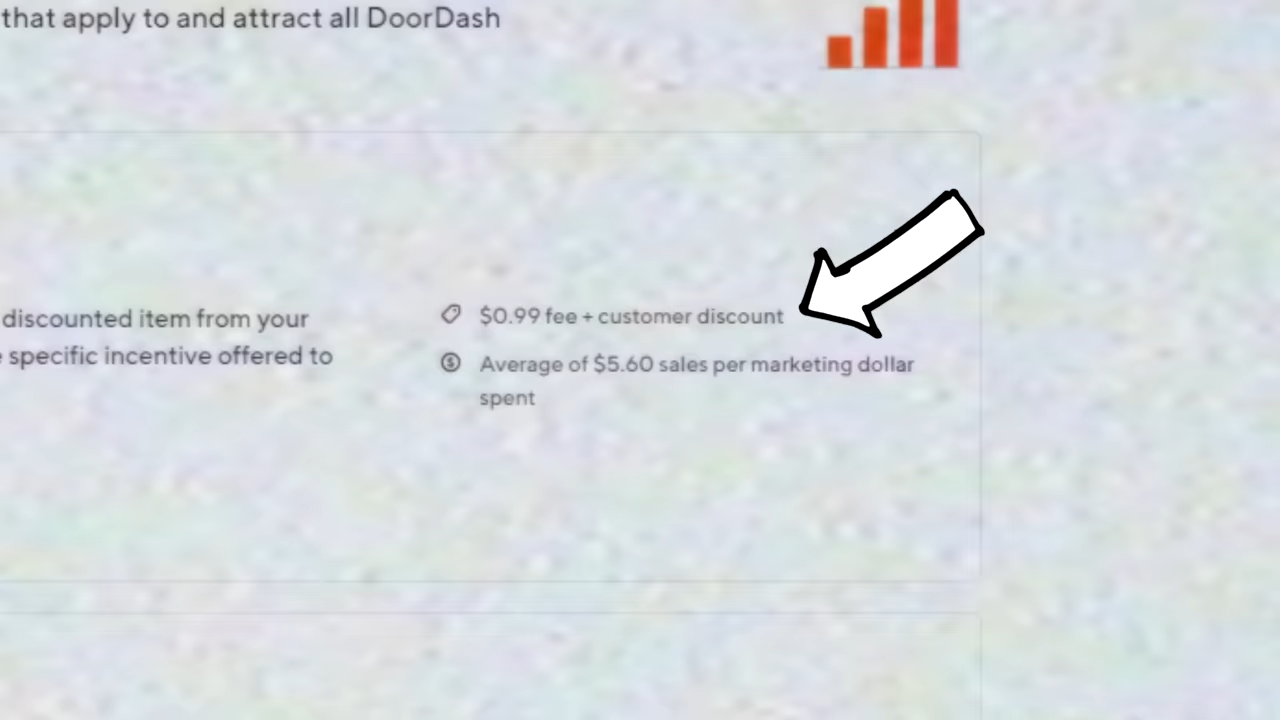 that apply to and attract all DoorDash
discounted item from your
specific incentive offered to
$0.99 fee + customer discount
Average of $5.60 sales per marketing dollar
spent